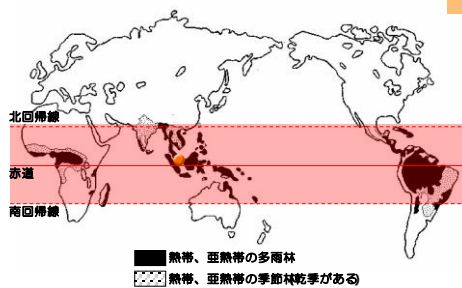 北回帰線
赤道
南回帰線
熱帯、亜熱帯の多雨林
熱帯、亜熱帯の季節林(乾季がある)